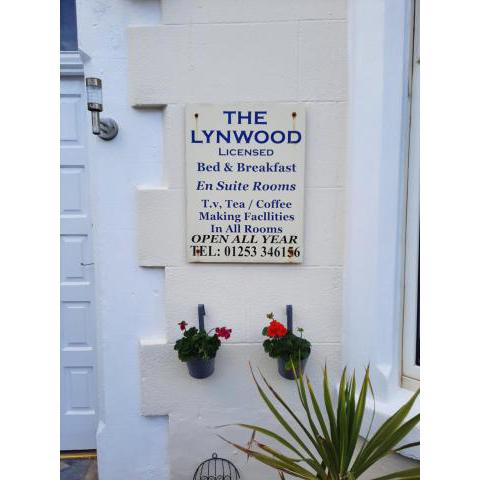 THE
LYNWOOD
LICENSED
Bed & Breakfast
En Suite Rooms
T.v, Tea / Coffee
Making Facllities
In All Rooms
OPEN ALL YEAR
TEL: 01253 346156